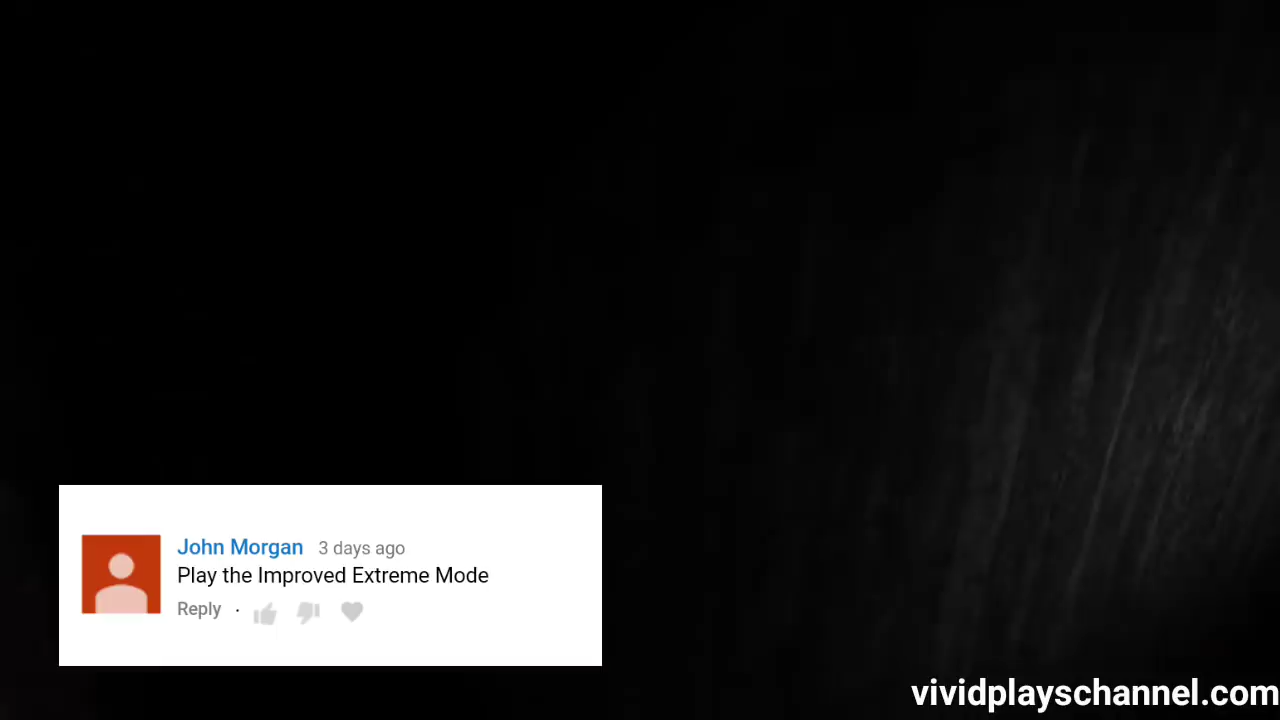 John Morgan 3 days ago
Play the Improved Extreme Mode
Reply ·
vividplayschannel.com